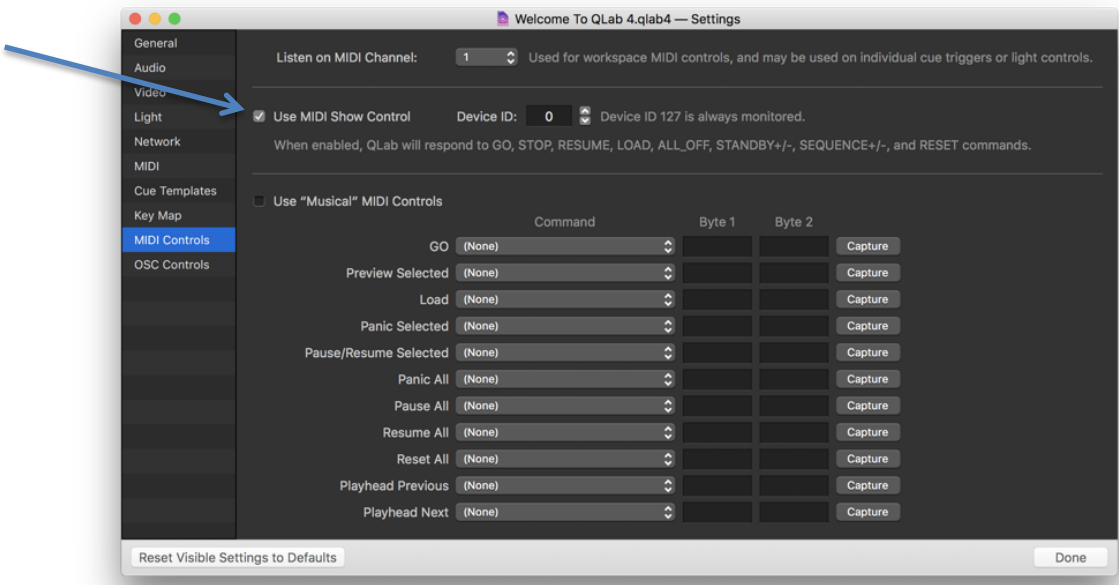 Welcome To QLab 4.qlab4 — Settings
General
Audio
Video
Light
Network
MIDI
Cue Templates
Key Map
MIDI Controls
OSC Controls
Listen on MIDI Channel: 1 Used for workspace MIDI controls, and may be used on individual cue triggers or light controls.
Use MIDI Show Control Device ID: 0 Device ID 127 is always monitored.
When enabled, QLab will respond to GO, STOP, RESUME, LOAD, ALL_OFF, STANDBY+/-, SEQUENCE+/-, and RESET commands.
Use “Musical” MIDI Controls
Command Byte 1 Byte 2
GO (None) Capture
Preview Selected (None) Capture
Load (None) Capture
Panic Selected (None) Capture
Pause/Resume Selected (None) Capture
Panic All (None) Capture
Pause All (None) Capture
Resume All (None) Capture
Reset All (None) Capture
Playhead Previous (None) Capture
Playhead Next (None) Capture
Reset Visible Settings to Defaults Done